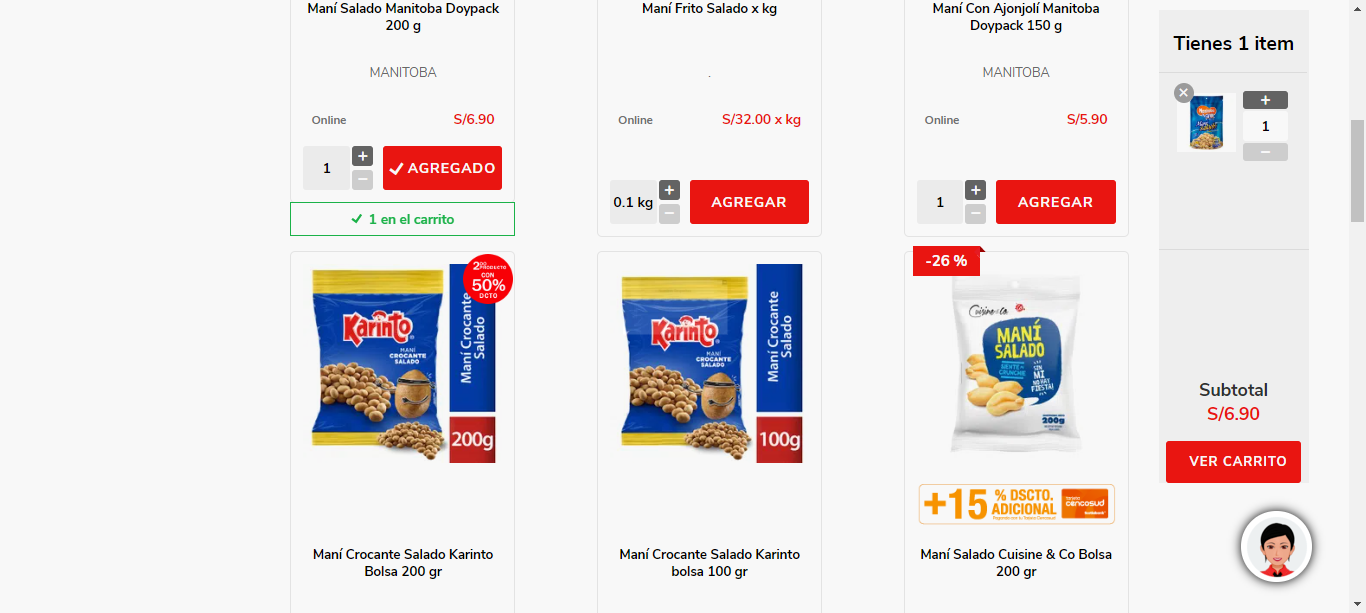 Maní Salado Manitoba Doypack
200 g
MANITOBA
Online
S/6.90
1
+
−
AGREGADO
1 en el carrito
Maní Frito Salado x kg
.
Online
S/32.00 x kg
0.1 kg
+
−
AGREGAR
Maní Con Ajonjolí Manitoba
Doypack 150 g
MANITOBA
Online
S/5.90
1
+
−
AGREGAR
Tienes 1 item
+
1
−
Subtotal
S/6.90
VER CARRITO
2DO PRODUCTO
CON
50%
DCTO
Karinto
MANÍ
CROCANTE
SALADO
Maní Crocante
Salado
200g
Maní Crocante Salado Karinto
Bolsa 200 gr
Karinto
MANÍ
CROCANTE
SALADO
Maní Crocante
Salado
100g
Maní Crocante Salado Karinto
bolsa 100 gr
-26 %
Cuisine&Co
MANÍ
SALADO
SIN
MÍ
NO HAY
FIESTA!
200g
+15 % DSCTO.
ADICIONAL
cencosud
Maní Salado Cuisine & Co Bolsa
200 gr